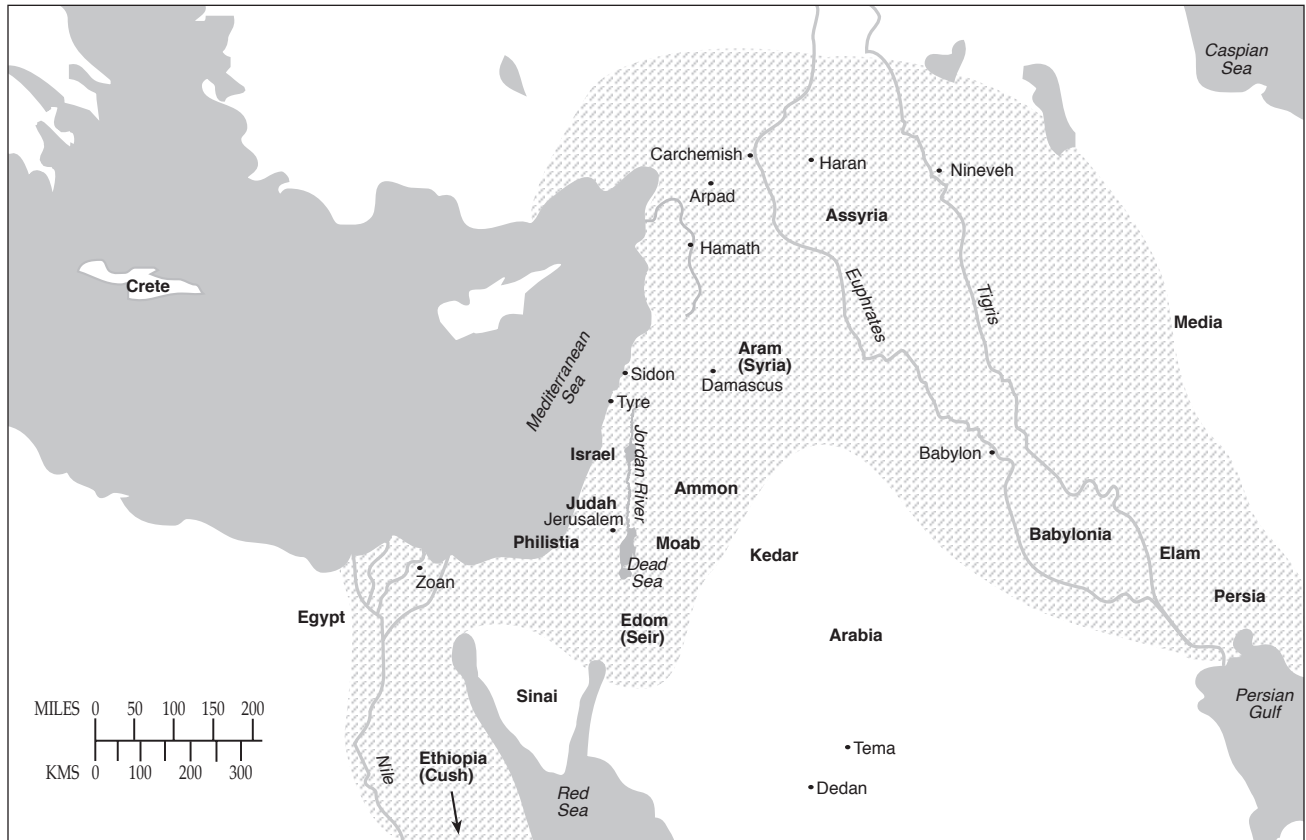 Caspian
Sea
Carchemish
Haran
Nineveh
Arpad
Assyria
Hamath
Crete
Euphrates
Tigris
Media
Mediterranean
Sea
Aram
(Syria)
Sidon
Damascus
Tyre
Jordan River
Israel
Babylon
Ammon
Judah
Jerusalem
Philistia
Moab
Babylonia
Kedar
Elam
Dead
Sea
Zoan
Persia
Egypt
Edom
(Seir)
Arabia
Sinai
Persian
Gulf
MILES 0 50 100 150 200
KMS 0 100 200 300
Nile
Ethiopia
(Cush)
Tema
Dedan
Red
Sea